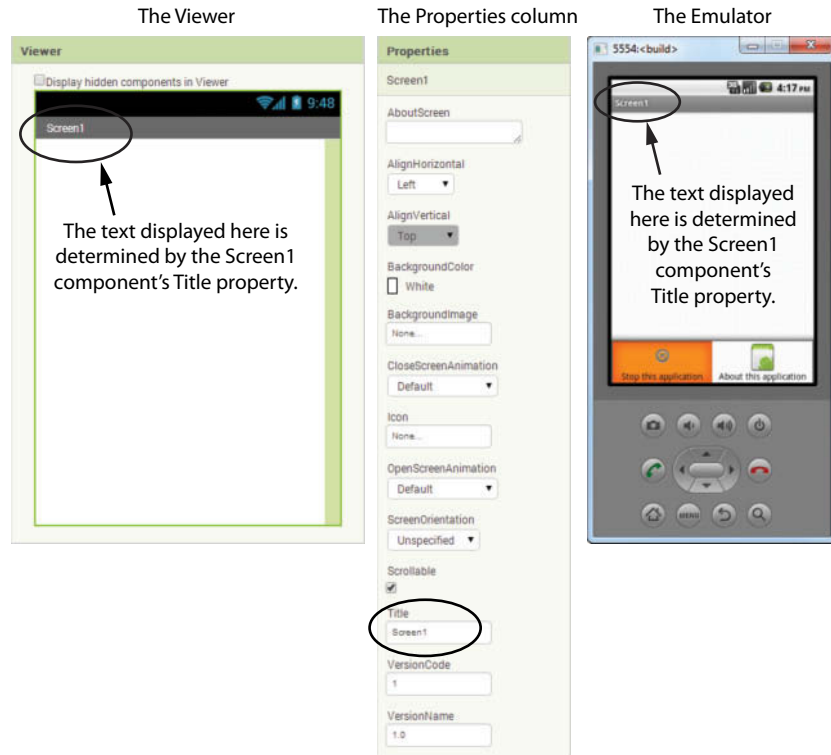 The Viewer
Viewer
Display hidden components in Viewer
9:48
Screen1
The text displayed here is
determined by the Screen1
component's Title property.
The Properties column
Properties
Screen1
AboutScreen
AlignHorizontal
Left
AlignVertical
Top
BackgroundColor
White
BackgroundImage
None...
CloseScreenAnimation
Default
Icon
None...
OpenScreenAnimation
Default
ScreenOrientation
Unspecified
Scrollable
Title
Screen1
VersionCode
1
VersionName
1.0
The Emulator
5554:<build>
4:17 PM
Screen1
The text displayed
here is determined
by the Screen1
component's
Title property.
Stop this application
About this application
MENU